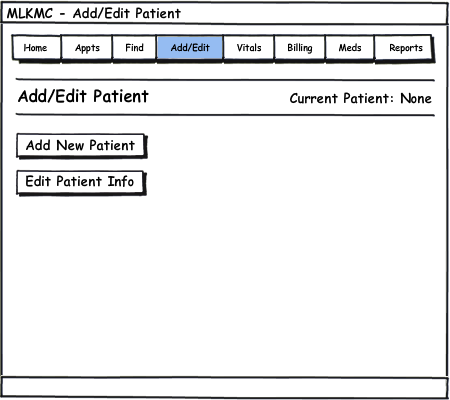 MLKMC - Add/Edit Patient
Home Appts Find Add/Edit Vitals Billing Meds Reports
Add/Edit Patient Current Patient: None
Add New Patient
Edit Patient Info